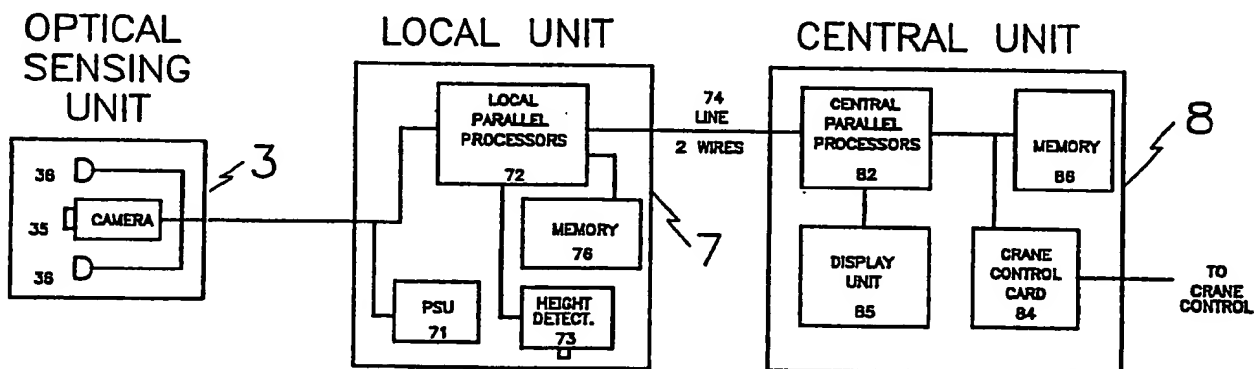 OPTICAL
SENSING
UNIT
36
35
CAMERA
36
3
LOCAL UNIT
LOCAL
PARALLEL
PROCESSORS
72
MEMORY
76
PSU
71
HEIGHT
DETECT.
73
7
74
LINE
2 WIRES
CENTRAL UNIT
CENTRAL
PARALLEL
PROCESSORS
82
MEMORY
86
DISPLAY
UNIT
85
CRANE
CONTROL
CARD
84
8
TO
CRANE
CONTROL